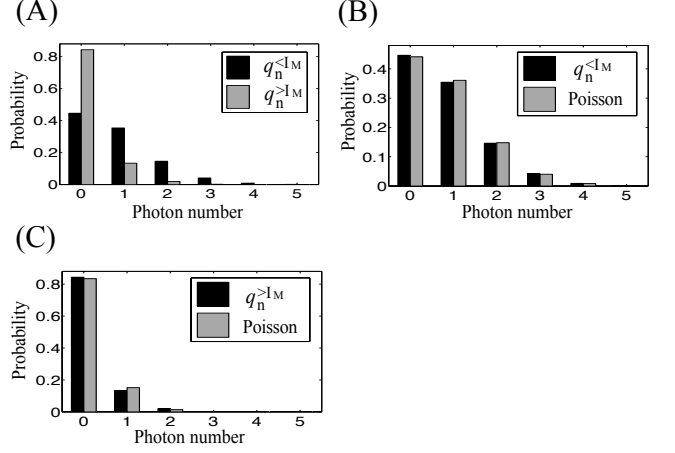 (A)
Probability
0.8
0.6
0.4
0.2
0
q_n^{<I_M}
q_n^{>I_M}
0 1 2 3 4 5
Photon number
(B)
Probability
0.4
0.3
0.2
0.1
0
q_n^{<I_M}
Poisson
0 1 2 3 4 5
Photon number
(C)
Probability
0.8
0.6
0.4
0.2
0
q_n^{>I_M}
Poisson
0 1 2 3 4 5
Photon number